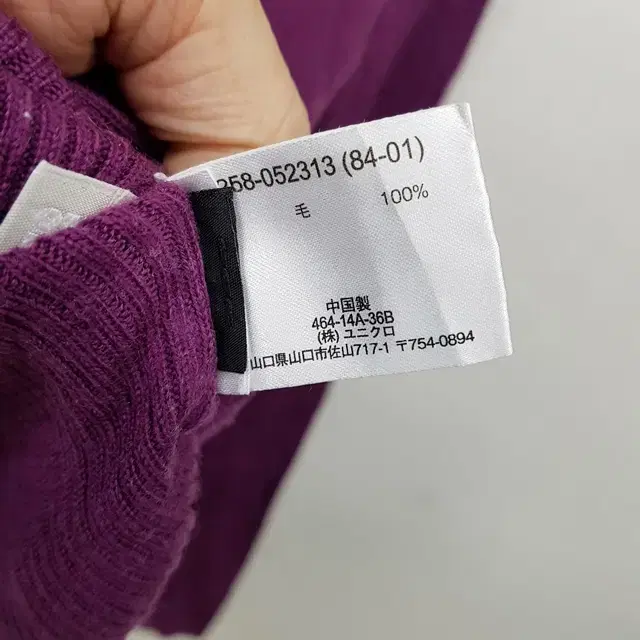 358-052313 (84-01)
毛 100%
中国製
464-14A-36B
(株) ユニクロ
山口県山口市佐山717-1 〒754-0894